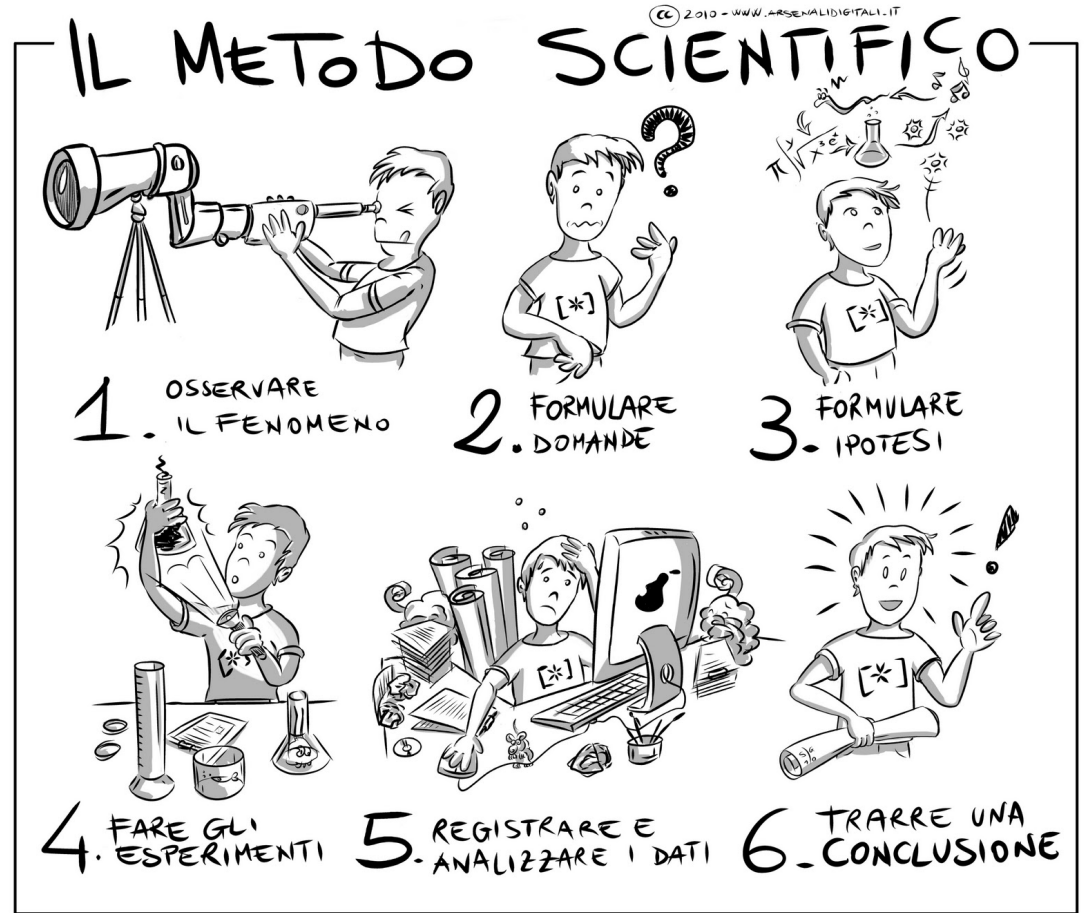 cc 2010 - WWW.ARSENALIDIGITALI.IT
IL METODO SCIENTIFICO
?
π √ x y x³ e
[*]
[*]
1. OSSERVARE
IL FENOMENO
2. FORMULARE
DOMANDE
3. FORMULARE
IPOTESI
[*]
[*]
!
[*]
4. FARE GLI
ESPERIMENTI
5. REGISTRARE E
ANALIZZARE I DATI
6. TRARRE UNA
CONCLUSIONE